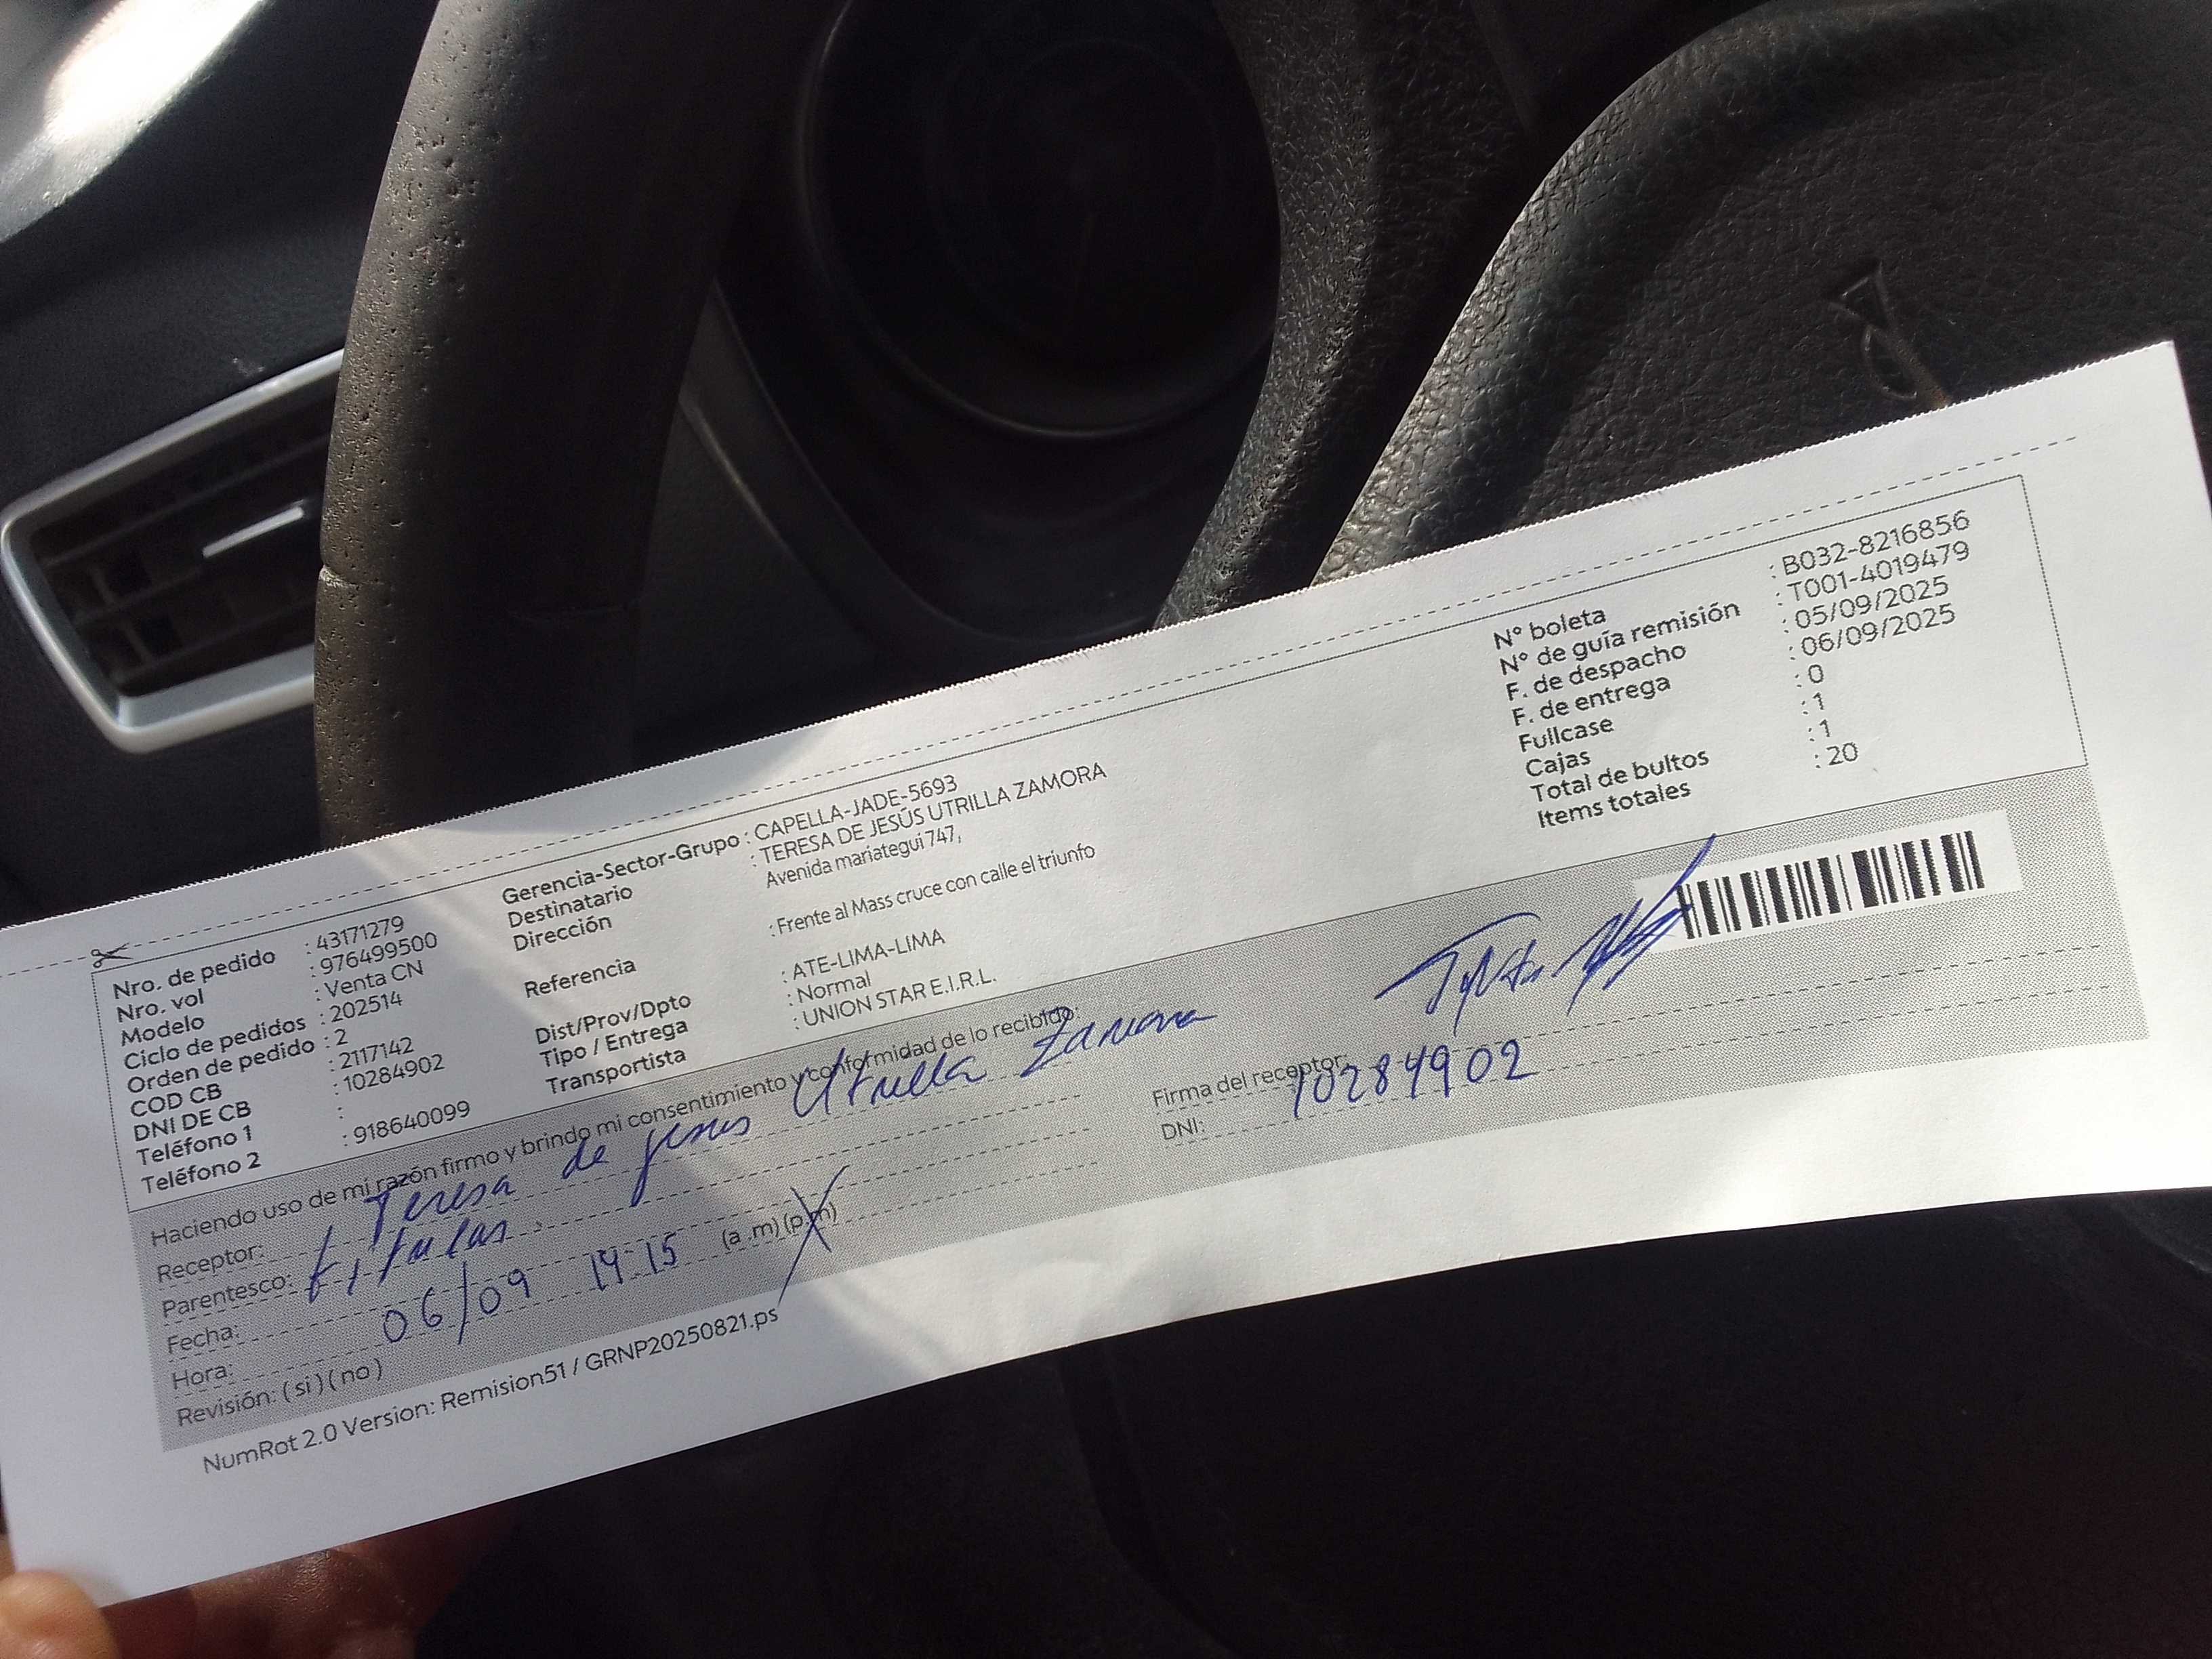 Nro. de pedido : 43171279
Nro. vol : 976499500
Modelo : Venta CN
Ciclo de pedidos : 202514
Orden de pedido : 2
COD CB : 2117142
DNI DE CB : 10284902
Teléfono 1 :
Teléfono 2 : 918640099
Gerencia-Sector-Grupo : CAPELLA-JADE-5693
Destinatario : TERESA DE JESÚS UTRILLA ZAMORA
Dirección Avenida mariategui 747,
Referencia : Frente al Mass cruce con calle el triunfo
Dist/Prov/Dpto : ATE-LIMA-LIMA
Tipo / Entrega : Normal
Transportista : UNION STAR E.I.R.L.
N° boleta : B032-8216856
N° de guía remisión : T001-4019479
F. de despacho : 05/09/2025
F. de entrega : 06/09/2025
Fullcase : 0
Cajas : 1
Total de bultos : 1
Items totales : 20
Haciendo uso de mi razón firmo y brindo mi consentimiento y conformidad de lo recibido:
Receptor: Teresa de jesus Utrilla Zamora
Parentesco: titular
Fecha: 06/09
Hora: 14 15 (a .m) (p.m)
Revisión: ( si ) ( no )
Firma del receptor:
DNI: 10284902
NumRot 2.0 Version: Remision51 / GRNP20250821.ps